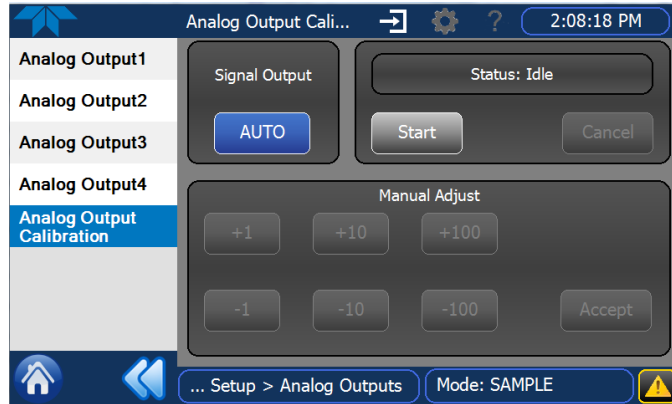 Analog Output Cali...
?
2:08:18 PM
Analog Output1
Analog Output2
Analog Output3
Analog Output4
Analog Output
Calibration
Signal Output
AUTO
Status: Idle
Start
Cancel
Manual Adjust
+1
+10
+100
-1
-10
-100
Accept
... Setup > Analog Outputs
Mode: SAMPLE